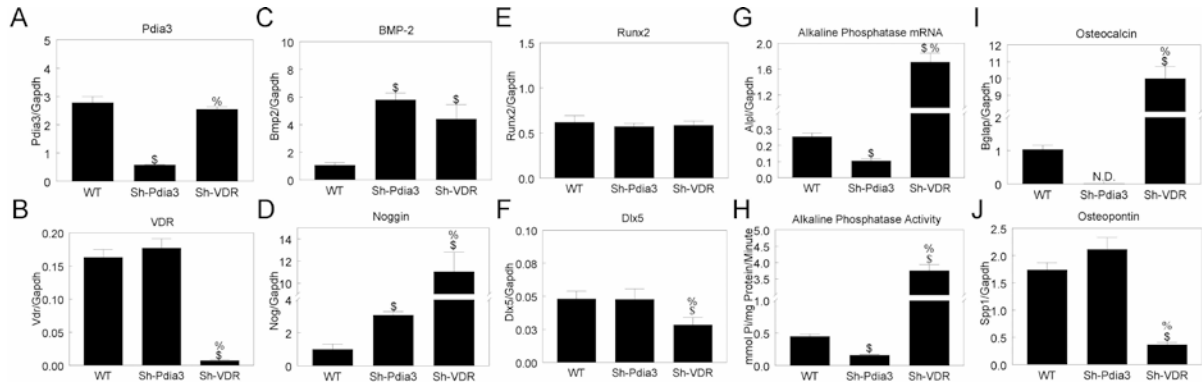 A
Pdia3
Pdia3/Gapdh
5
4
3
2
1
0
$
%
WT Sh-Pdia3 Sh-VDR
B
VDR
Vdr/Gapdh
0.20
0.15
0.10
0.05
0.00
%
$
WT Sh-Pdia3 Sh-VDR
C
BMP-2
Bmp2/Gapdh
10
8
6
4
2
0
$
$
WT Sh-Pdia3 Sh-VDR
D
Noggin
Nog/Gapdh
14
12
10
8
6
4
2
0
$
%
$
WT Sh-Pdia3 Sh-VDR
E
Runx2
Runx2/Gapdh
2.0
1.5
1.0
0.5
0.0
WT Sh-Pdia3 Sh-VDR
F
Dlx5
Dlx5/Gapdh
0.10
0.08
0.05
0.03
0.00
%
$
WT Sh-Pdia3 Sh-VDR
G
Alkaline Phosphatase mRNA
Alpl/Gapdh
2.0
1.6
1.3
0.3
0.2
0.1
0.0
$
$ %
WT Sh-Pdia3 Sh-VDR
H
Alkaline Phosphatase Activity
mmol Pi/mg Protein/Minute
5.0
4.5
4.0
3.5
3.0
1.0
0.5
0.0
$
%
$
WT Sh-Pdia3 Sh-VDR
I
Osteocalcin
Bglap/Gapdh
12
11
10
9
8
2
1
0
N.D.
%
$
WT Sh-Pdia3 Sh-VDR
J
Osteopontin
Spp1/Gapdh
2.5
2.0
1.5
1.0
0.5
0.0
%
$
WT Sh-Pdia3 Sh-VDR